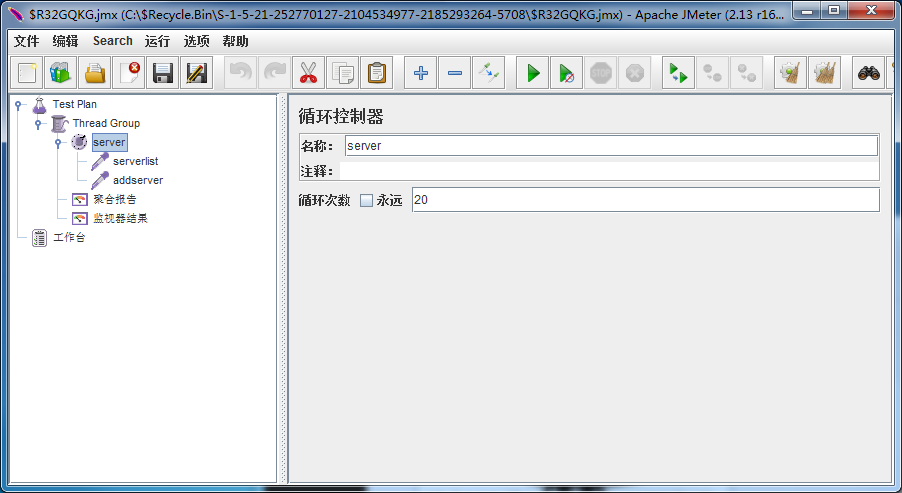 $R32GQKG.jmx (C:\$Recycle.Bin\S-1-5-21-252770127-2104534977-2185293264-5708\$R32GQKG.jmx) - Apache JMeter (2.13 r16...
文件 编辑 Search 运行 选项 帮助
STOP
Test Plan
Thread Group
server
serverlist
addserver
聚合报告
监视器结果
工作台
循环控制器
名称： server
注释：
循环次数 永远 20